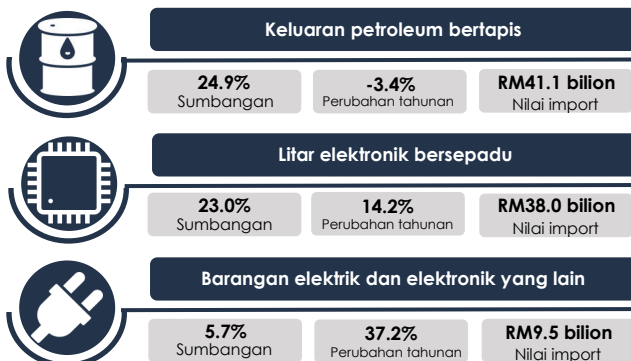 Keluaran petroleum bertapis
24.9% -3.4% RM41.1 bilion
Sumbangan Perubahan tahunan Nilai import
Litar elektronik bersepadu
23.0% 14.2% RM38.0 bilion
Sumbangan Perubahan tahunan Nilai import
Barangan elektrik dan elektronik yang lain
5.7% 37.2% RM9.5 bilion
Sumbangan Perubahan tahunan Nilai import